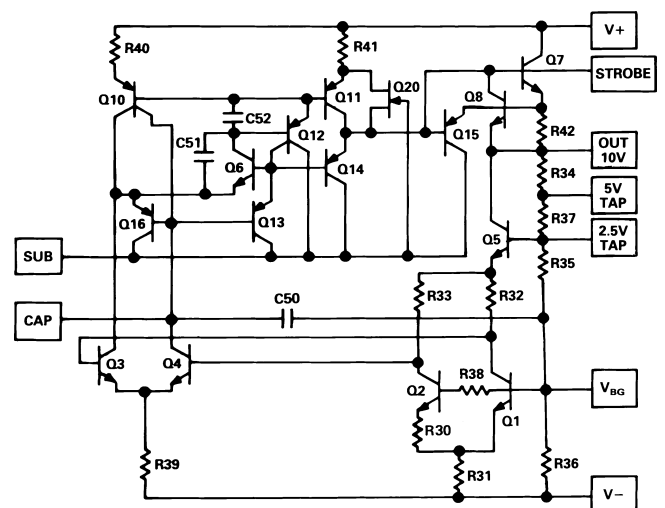 R40
R41
V+
Q7
STROBE
Q10
Q11
Q20
Q8
C52
Q12
Q15
R42
C51
OUT
10V
Q6
Q14
R34
5V
TAP
Q16
Q13
R37
Q5
2.5V
TAP
SUB
R35
R33
R32
C50
CAP
Q3
Q4
R38
Q2
VBG
Q1
R30
R39
R31
R36
V−